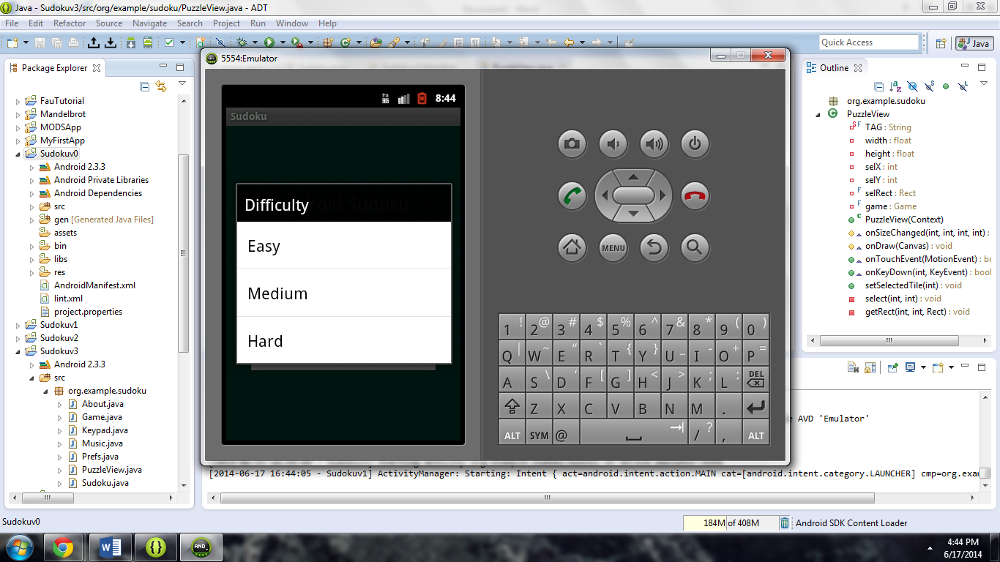 Java - Sudokuv3/src/org/example/sudoku/PuzzleView.java - ADT
File Edit Refactor Source Navigate Search Project Run Window Help
Quick Access
Java
Package Explorer
FauTutorial
Mandelbrot
MODSApp
MyFirstApp
Sudokuv0
Android 2.3.3
Android Private Libraries
Android Dependencies
src
gen [Generated Java Files]
assets
bin
libs
res
AndroidManifest.xml
lint.xml
project.properties
Sudokuv1
Sudokuv2
Sudokuv3
Android 2.3.3
src
org.example.sudoku
About.java
Game.java
Keypad.java
Music.java
Prefs.java
PuzzleView.java
Sudoku.java
5554:Emulator
3G 8:44
Sudoku
Difficulty
Android Sudoku
Easy
Medium
Hard
MENU
1 ! 2 @ 3 # 4 $ 5 % 6 ^ 7 & 8 * 9 ( 0 )
Q | W ~ E " R ` T { Y } U _ I - O + P =
A S \ D ' F [ G ] H < J > K ; L : DEL
Z X C V B N M .
ALT SYM @ / ? , ALT
Outline
org.example.sudoku
PuzzleView
TAG : String
width : float
height : float
selX : int
selY : int
selRect : Rect
game : Game
PuzzleView(Context)
onSizeChanged(int, int, int, int) :
onDraw(Canvas) : void
onTouchEvent(MotionEvent) : bo
onKeyDown(int, KeyEvent) : bool
setSelectedTile(int) : void
select(int, int) : void
getRect(int, int, Rect) : void
e AVD 'Emulator'
[2014-06-17 16:44:05 - Sudokuv1] ActivityManager: Starting: Intent { act=android.intent.action.MAIN cat=[android.intent.category.LAUNCHER] cmp=org.exam
Sudokuv0
184M of 408M
Android SDK Content Loader
4:44 PM
6/17/2014